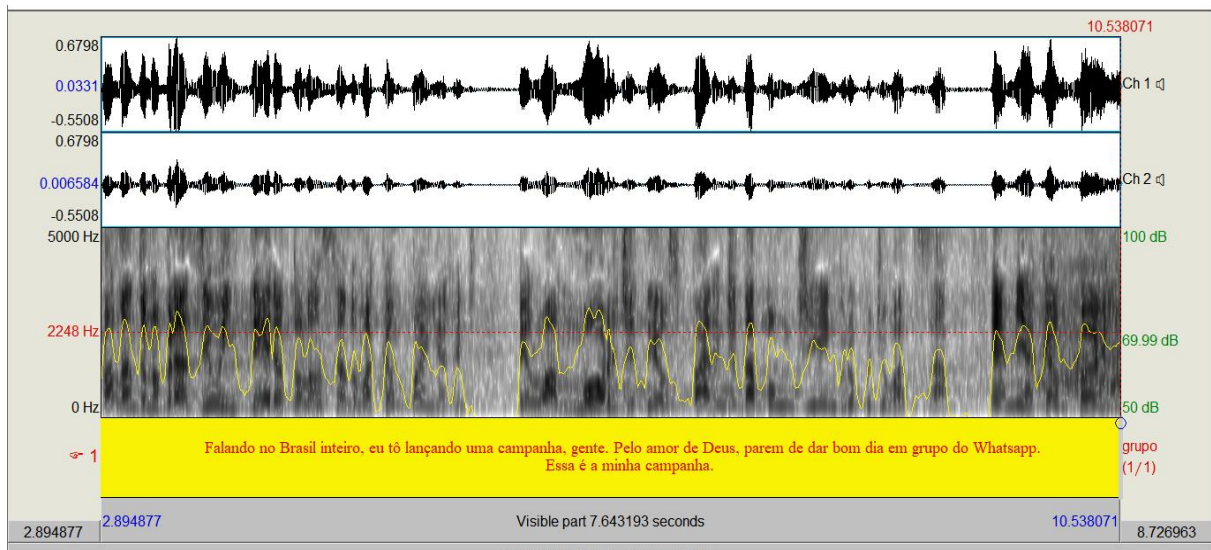 10.538071
0.6798
0.0331
-0.5508
Ch 1
0.6798
0.006584
-0.5508
Ch 2
5000 Hz
100 dB
2248 Hz
69.99 dB
0 Hz
50 dB
1
Falando no Brasil inteiro, eu tô lançando uma campanha, gente. Pelo amor de Deus, parem de dar bom dia em grupo do Whatsapp.
Essa é a minha campanha.
grupo
(1/1)
2.894877
Visible part 7.643193 seconds
10.538071
2.894877
8.726963